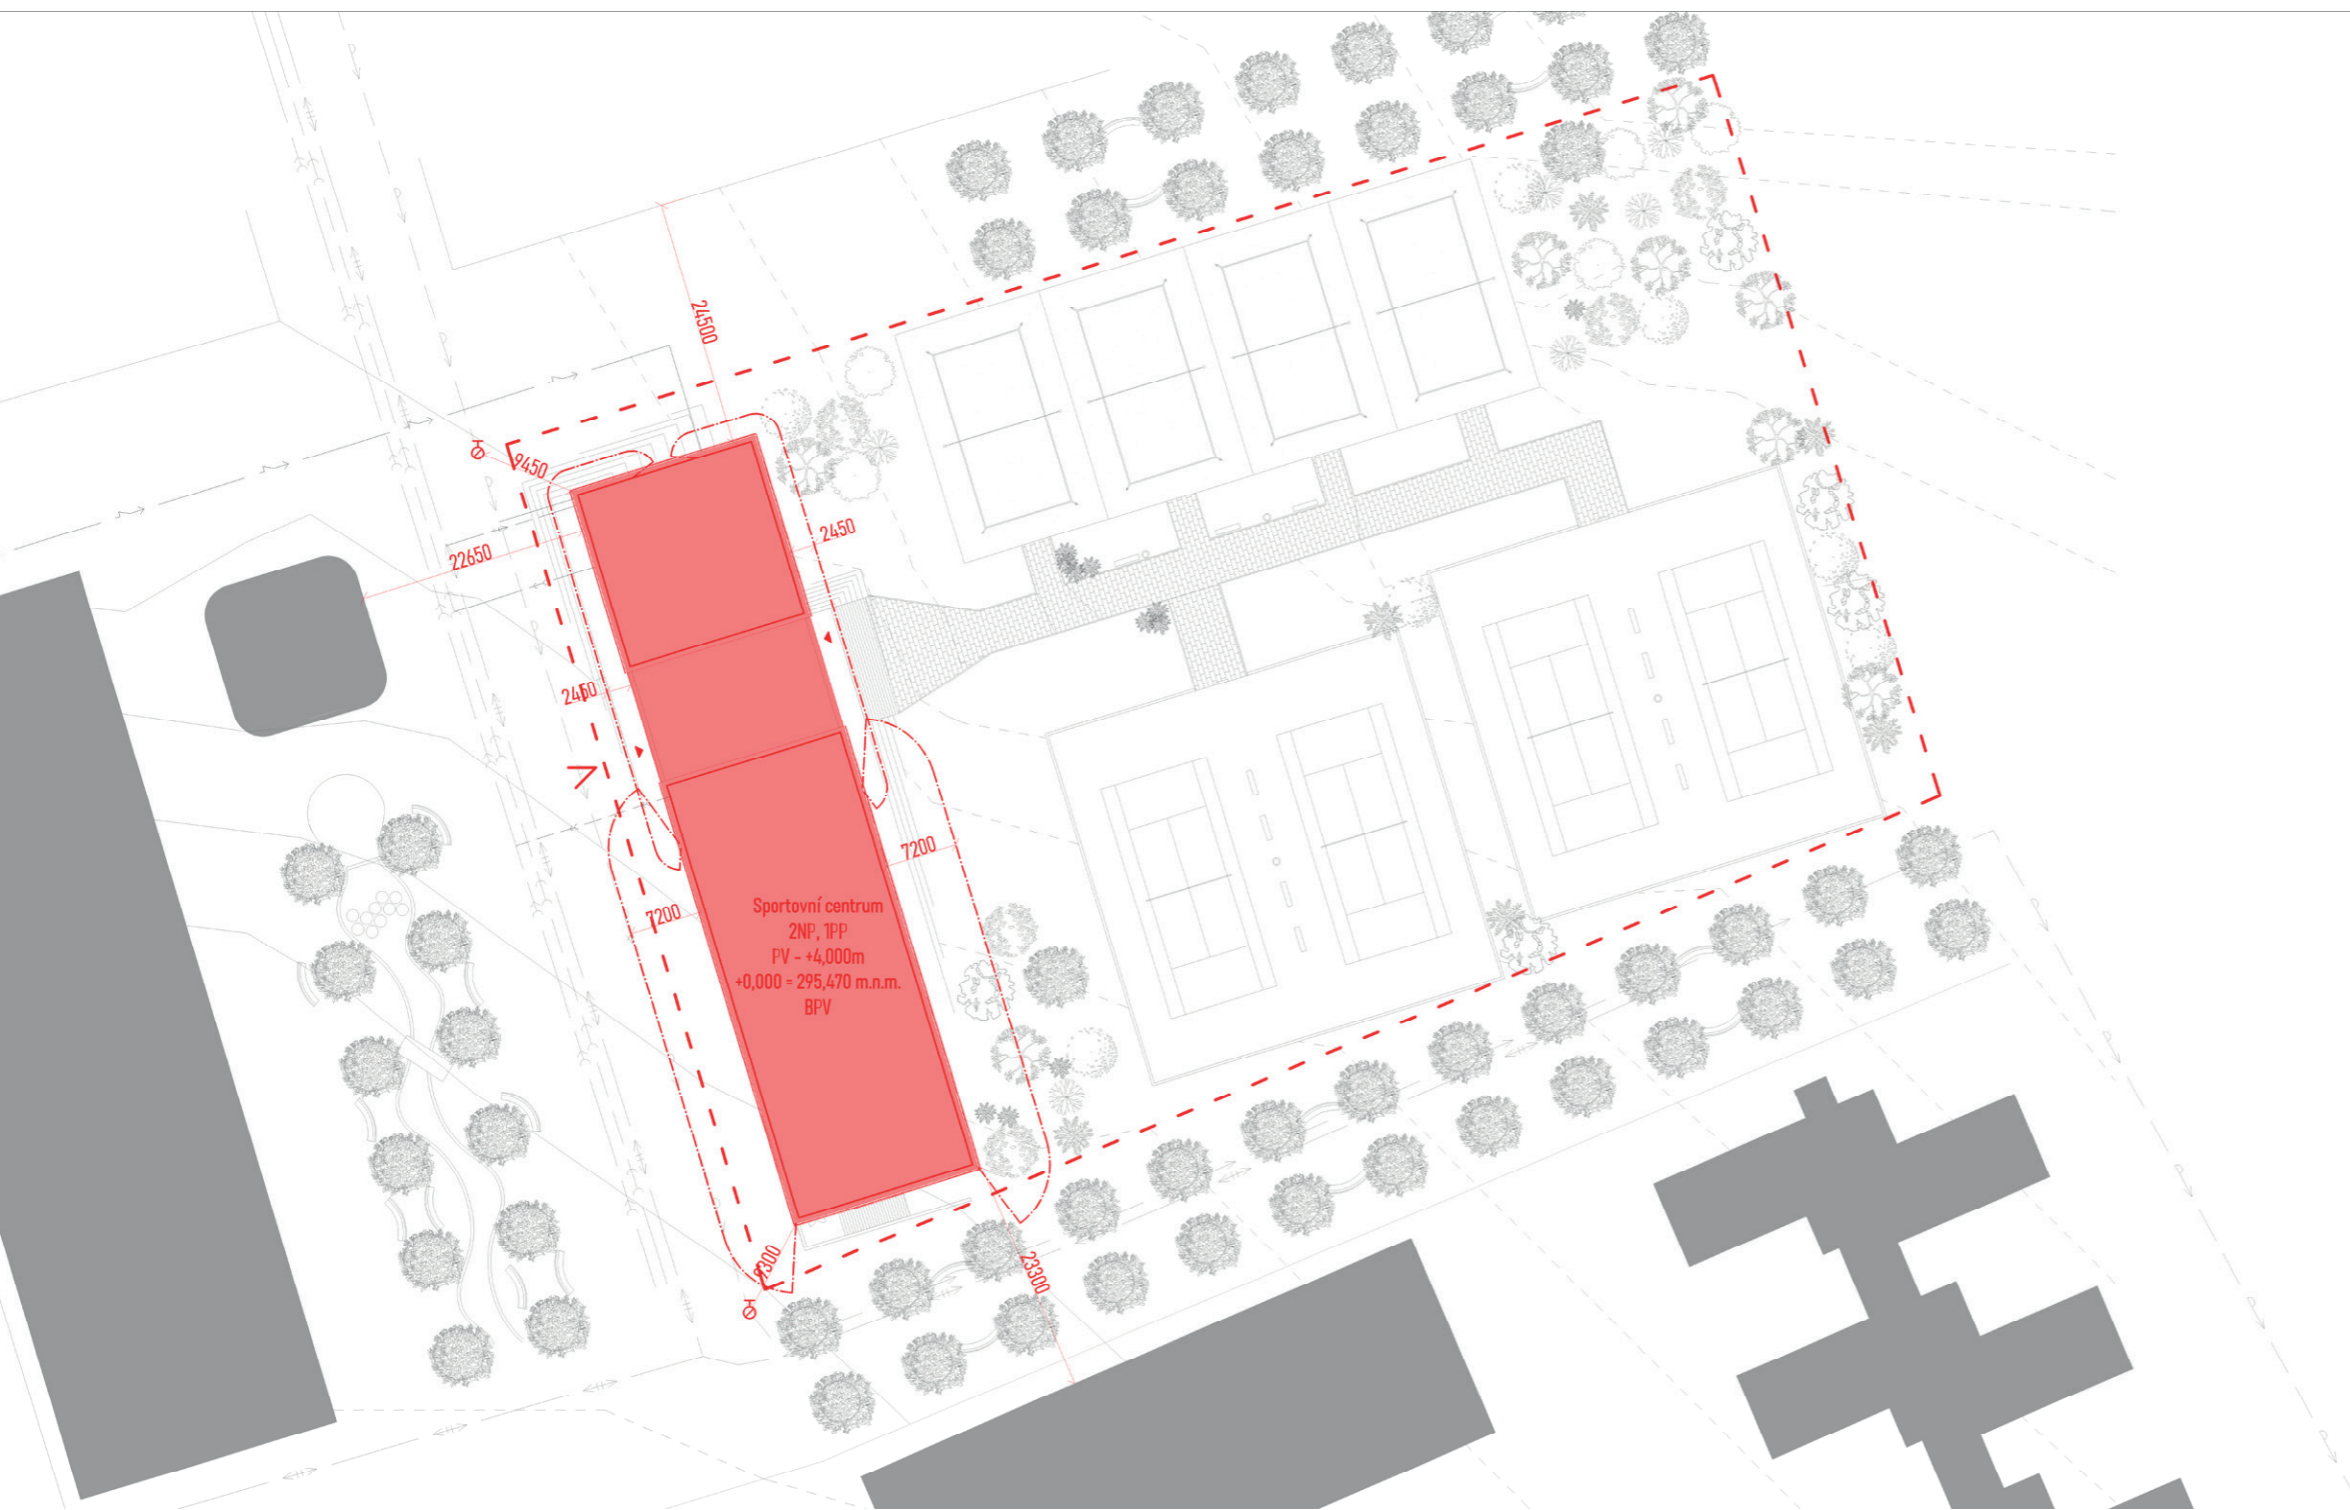 24500
9450
2450
22650
2450
7200
7200
Sportovní centrum
2NP, 1PP
PV - +4,000m
+0,000 = 295,470 m.n.m.
BPV
9300
23300